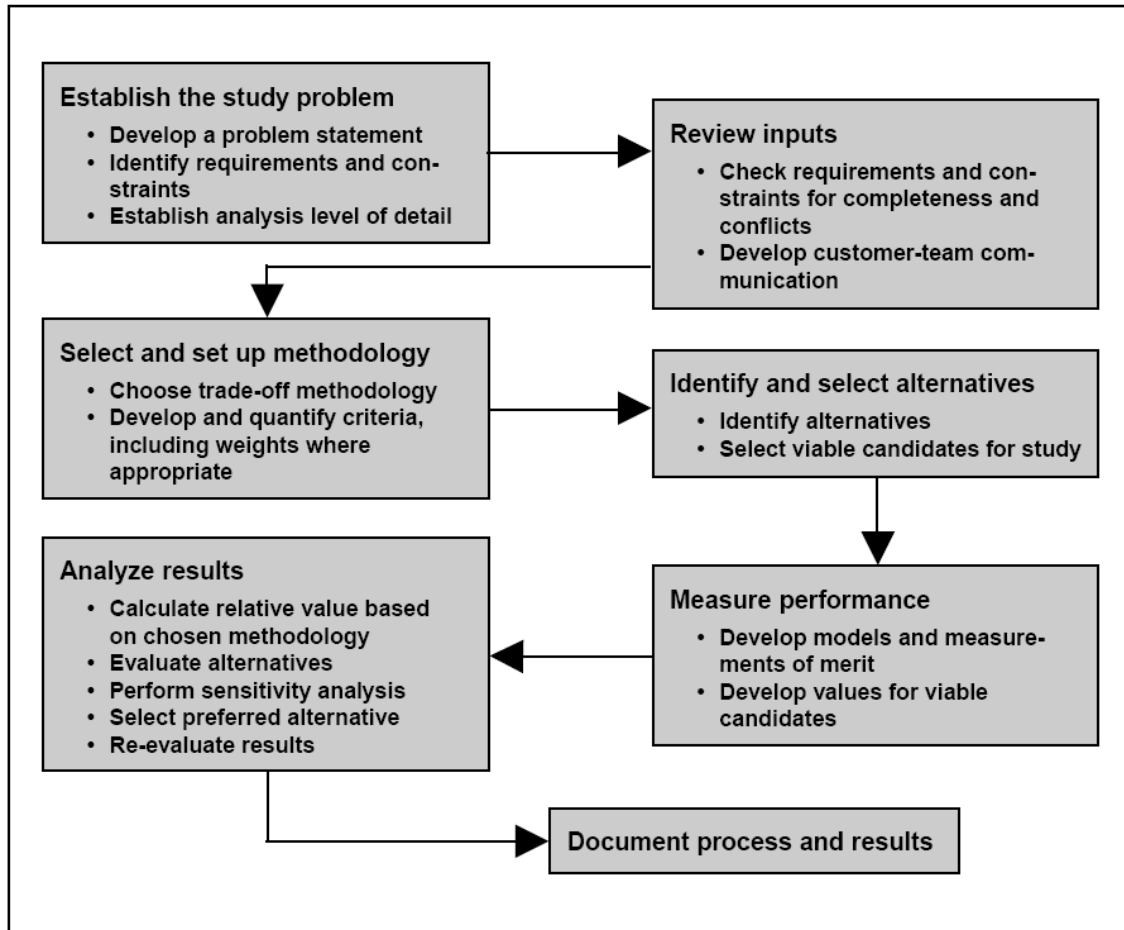 Establish the study problem
• Develop a problem statement
• Identify requirements and con-
straints
• Establish analysis level of detail
Review inputs
• Check requirements and con-
straints for completeness and
conflicts
• Develop customer-team com-
munication
Select and set up methodology
• Choose trade-off methodology
• Develop and quantify criteria,
including weights where
appropriate
Identify and select alternatives
• Identify alternatives
• Select viable candidates for study
Measure performance
• Develop models and measure-
ments of merit
• Develop values for viable
candidates
Analyze results
• Calculate relative value based
on chosen methodology
• Evaluate alternatives
• Perform sensitivity analysis
• Select preferred alternative
• Re-evaluate results
Document process and results